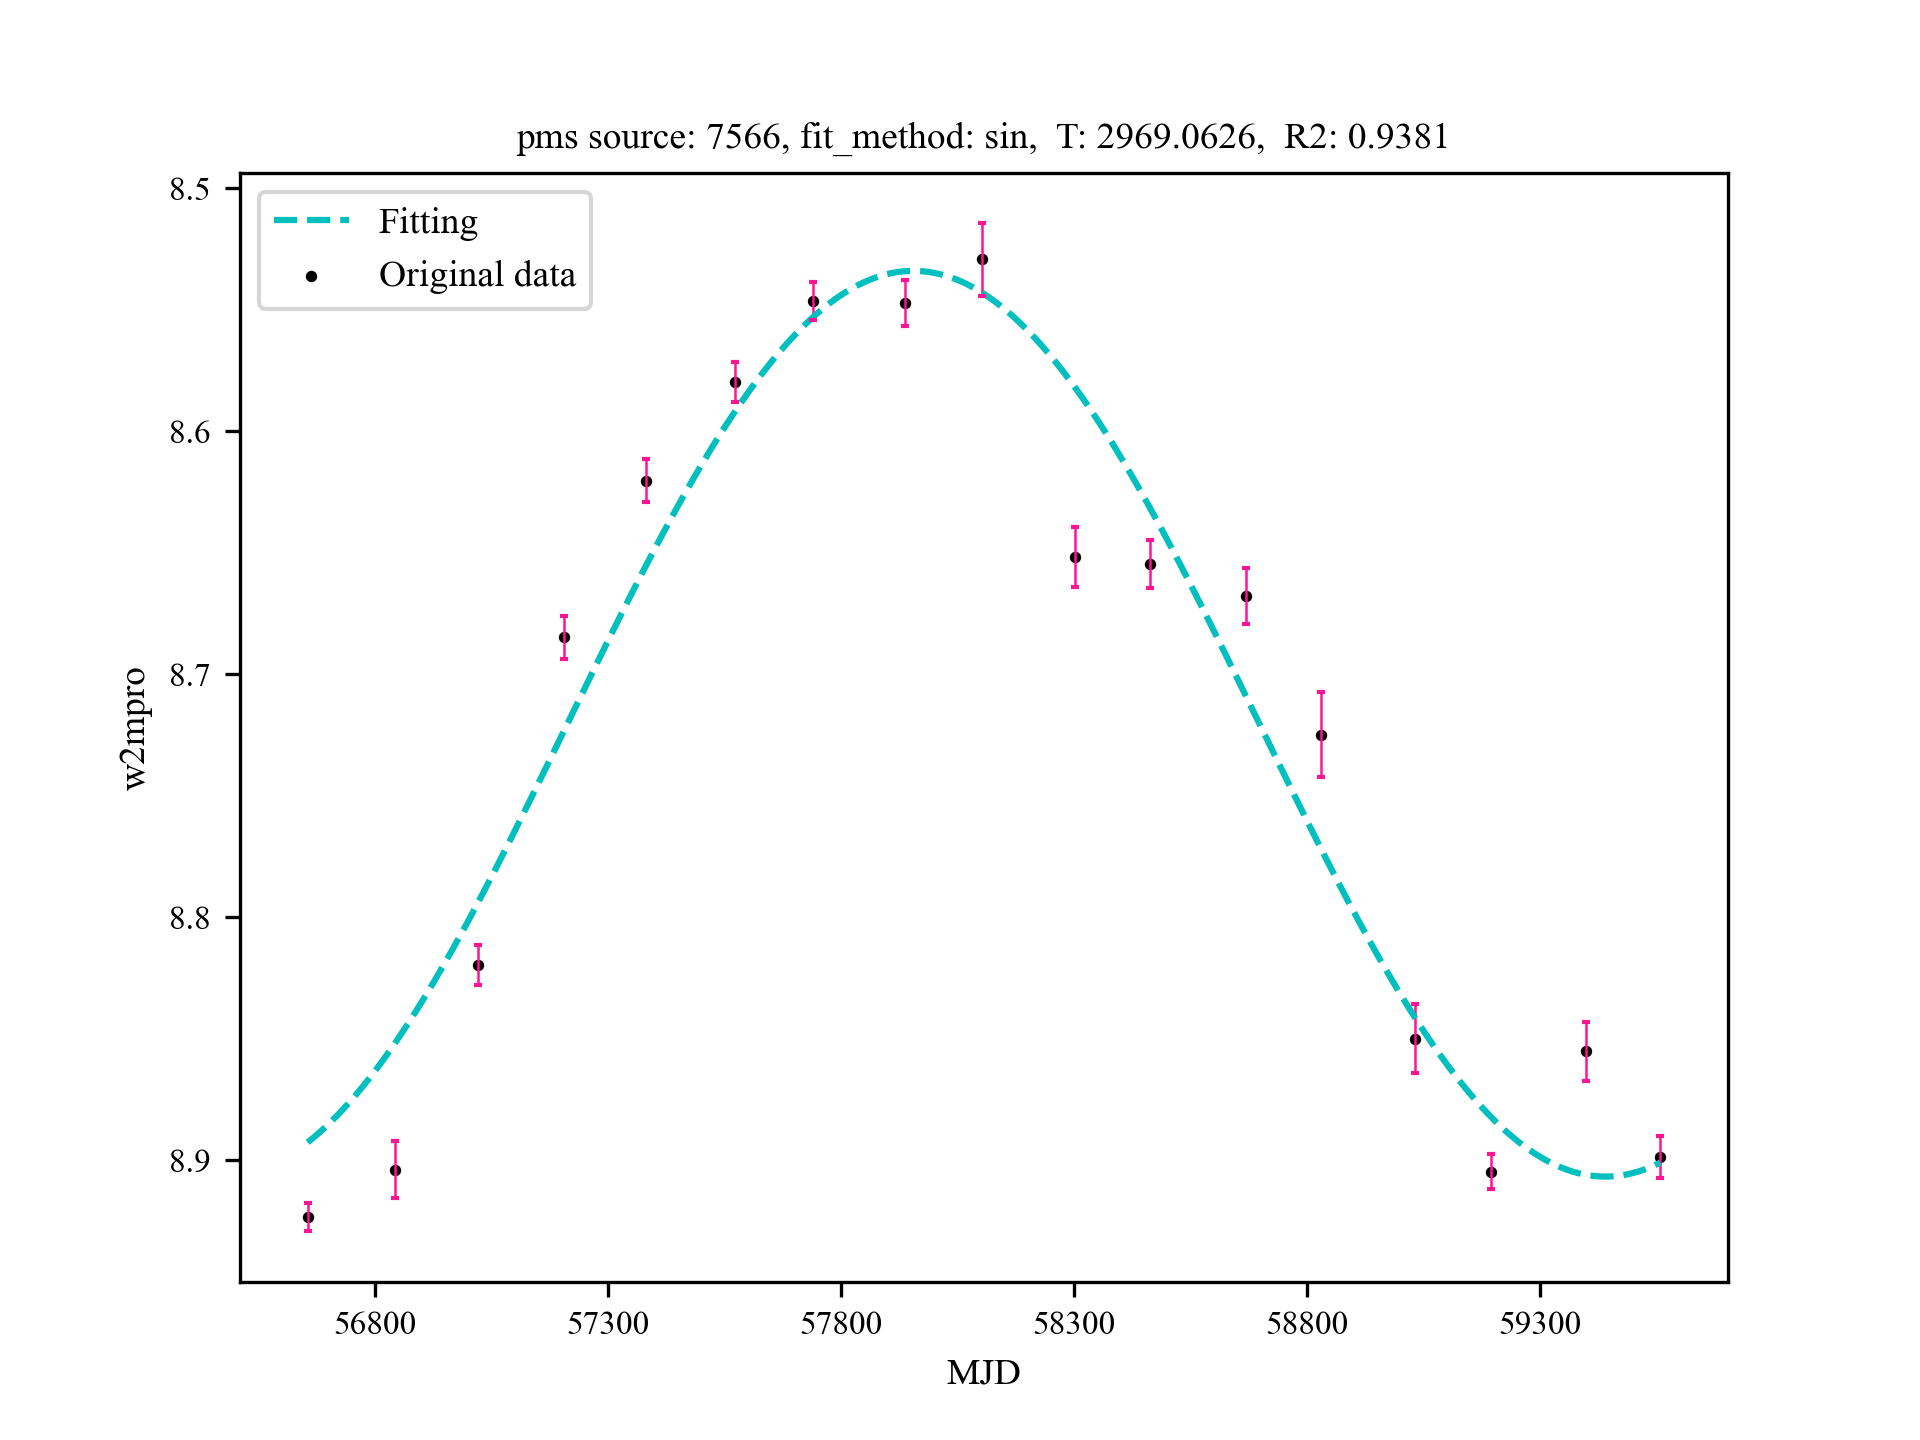 pms source: 7566, fit_method: sin,  T: 2969.0626,  R2: 0.9381
Fitting
Original data
8.5
8.6
8.7
8.8
8.9
w2mpro
56800
57300
57800
58300
58800
59300
MJD